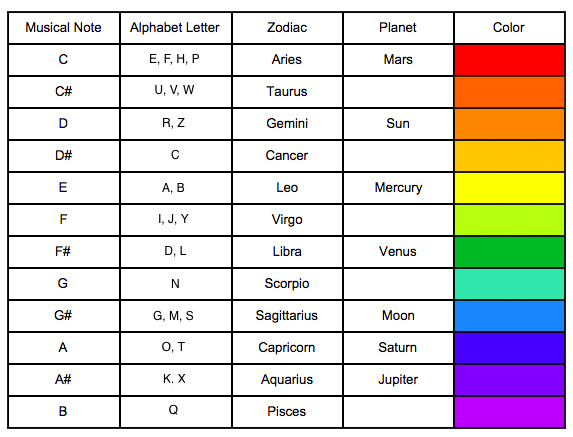 Musical Note Alphabet Letter Zodiac Planet Color
C E, F, H, P Aries Mars
C# U, V, W Taurus
D R, Z Gemini Sun
D# C Cancer
E A, B Leo Mercury
F I, J, Y Virgo
F# D, L Libra Venus
G N Scorpio
G# G, M, S Sagittarius Moon
A O, T Capricorn Saturn
A# K. X Aquarius Jupiter
B Q Pisces